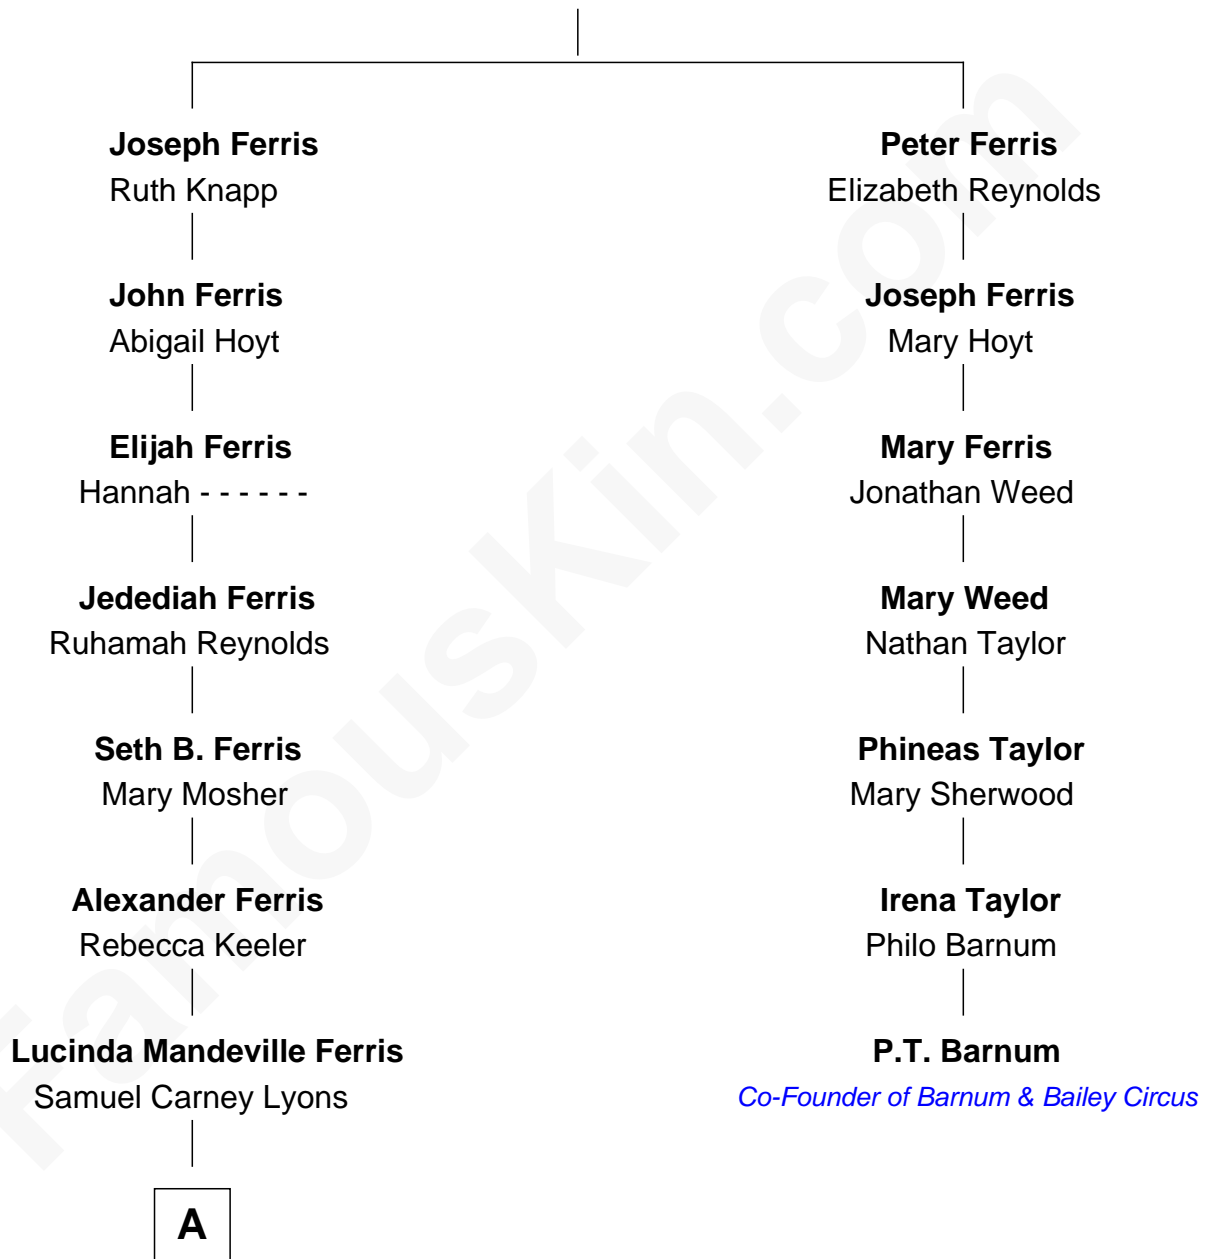 Joseph Ferris
Ruth Knapp
John Ferris
Abigail Hoyt
Elijah Ferris
Hannah - - - - - -
Jedediah Ferris
Ruhamah Reynolds
Seth B. Ferris
Mary Mosher
Alexander Ferris
Rebecca Keeler
Lucinda Mandeville Ferris
Samuel Carney Lyons
A
Peter Ferris
Elizabeth Reynolds
Joseph Ferris
Mary Hoyt
Mary Ferris
Jonathan Weed
Mary Weed
Nathan Taylor
Phineas Taylor
Mary Sherwood
Irena Taylor
Philo Barnum
P.T. Barnum
Co-Founder of Barnum & Bailey Circus
FamousKin.com